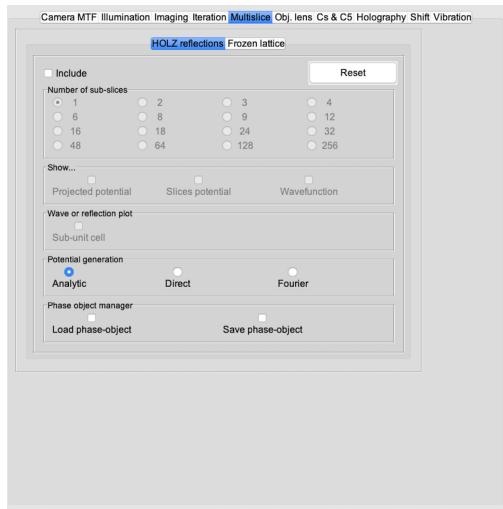 Camera MTF Illumination Imaging Iteration Multislice Obj. lens Cs & C5 Holography Shift Vibration
HOLZ reflections Frozen lattice
Include Reset
Number of sub-slices
1 2 3 4
6 8 9 12
16 18 24 32
48 64 128 256
Show...
Projected potential Slices potential Wavefunction
Wave or reflection plot
Sub-unit cell
Potential generation
Analytic Direct Fourier
Phase object manager
Load phase-object Save phase-object